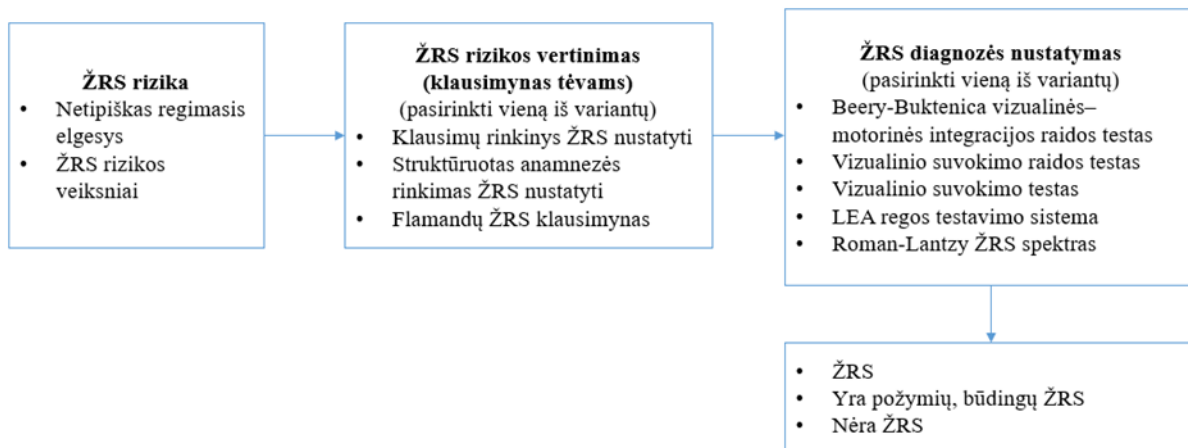 ŽRS rizika
• Netipiškas regimasis
elgesys
• ŽRS rizikos
veiksniai
ŽRS rizikos vertinimas
(klausimynas tėvams)
(pasirinkti vieną iš variantų)
• Klausimų rinkinys ŽRS nustatyti
• Struktūruotas anamnezės
rinkimas ŽRS nustatyti
• Flamandų ŽRS klausimynas
ŽRS diagnozės nustatymas
(pasirinkti vieną iš variantų)
• Beery-Buktenica vizualinės–
motorinės integracijos raidos testas
• Vizualinio suvokimo raidos testas
• Vizualinio suvokimo testas
• LEA regos testavimo sistema
• Roman-Lantzy ŽRS spektras
• ŽRS
• Yra požymių, būdingų ŽRS
• Nėra ŽRS